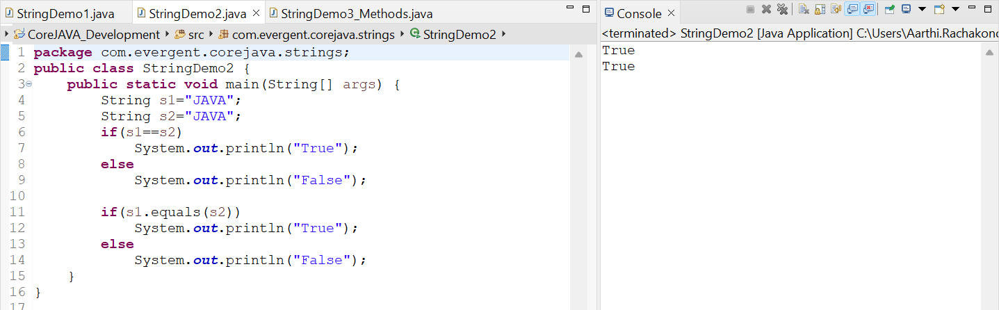 StringDemo1.java StringDemo2.java StringDemo3_Methods.java
CoreJAVA_Development src com.evergent.corejava.strings StringDemo2
1 package com.evergent.corejava.strings;
2 public class StringDemo2 {
3 public static void main(String[] args) {
4 String s1="JAVA";
5 String s2="JAVA";
6 if(s1==s2)
7 System.out.println("True");
8 else
9 System.out.println("False");
10
11 if(s1.equals(s2))
12 System.out.println("True");
13 else
14 System.out.println("False");
15 }
16 }
17
Console
<terminated> StringDemo2 [Java Application] C:\Users\Aarthi.Rachakond
True
True